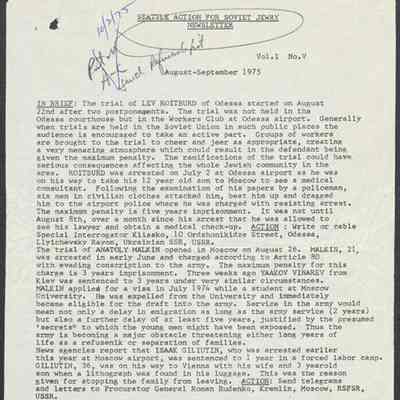 10/2/75
SEATTLE ACTION FOR SOVIET JEWRY
NEWSLETTER
Vol.1 No.V
August-September 1975
IN BRIEF: The trial of LEV ROITBURD of Odessa started on August
22nd after two postponements. The trial was not held in the
Odessa courthouse but in the Workers Club at Odessa airport. Generally
when trials are held in the Soviet Union in such public places the
audience is encouraged to take an active part. Groups of workers
are brought to the trial to cheer and jeer as appropriate, creating
a very menacing atmosphere which could result in the defendant being
given the maximum penalty. The ramifications of the trial could have
serious consequences affecting the whole Jewish community in the
area. ROITBURD was arrested on July 2 at Odessa airport as he was
on his way to take his 12 year old son to Moscow to see a medical
consultant. Following the examination of his papers by a policeman,
six men in civilian clothes attacked him, beat him up and dragged
him to the airport police where he was charged with resisting arrest.
The maximum penalty is five years imprisonment. It was not until
August 8th, over a month since his arrest that he was allowed to
see his lawyer and obtain a medical check-up. ACTION: Write or cable
Special Interrogator Kliseko, 10 Ordzhonikidze Street, Odessa,
Llyichevsky Rayon, Ukranian SSR, USSR.
The trial of ANATOLY MALKIN opened in Moscow on August 26. MALKIN, 21,
was arrested in early June and charged according to Article 80
with evading conscription to the army. The maximum penalty for this
charge is 3 years imprisonment. Three weeks ago YAAKOV VINAREV from
Kiev was sentenced to 3 years under very similar circumstances.
MALKIN applied for a visa in July 1974 while a student at Moscow
University. He was expelled from the University and immediately
became eligible for the draft into the army. Service in the army would
mean not only a delay in emigration as long as the army service (2 years)
but also a further delay of at least five years, justified by the presumed
'secrets" to which the young men might have been exposed. Thus the
army is becoming a major obstacle threatening either long years of
life as a refusenik or separation of families.
News agencies report that ISAAK GILIUTIN, who was arrested earlier
this year at Moscow airport, was sentenced to 1 year in a forced labor camp.
GILIUTIN, 36, was on his way to Vienna with his wife and 3 yearold
son when a lithograph was found in his luggage. This was the reason
given for stopping the family from leaving. ACTION: Send telegrams
and letters to Procurator General Roman Rudenko, Kremlin, Moscow, RSFSR,
USSR.